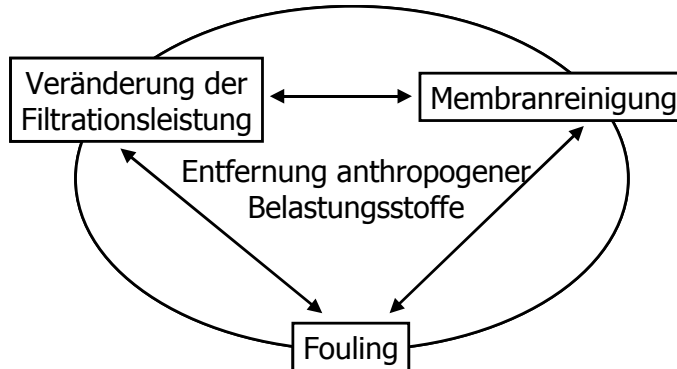 Veränderung der
Filtrationsleistung
Membranreinigung
Entfernung anthropogener
Belastungsstoffe
Fouling